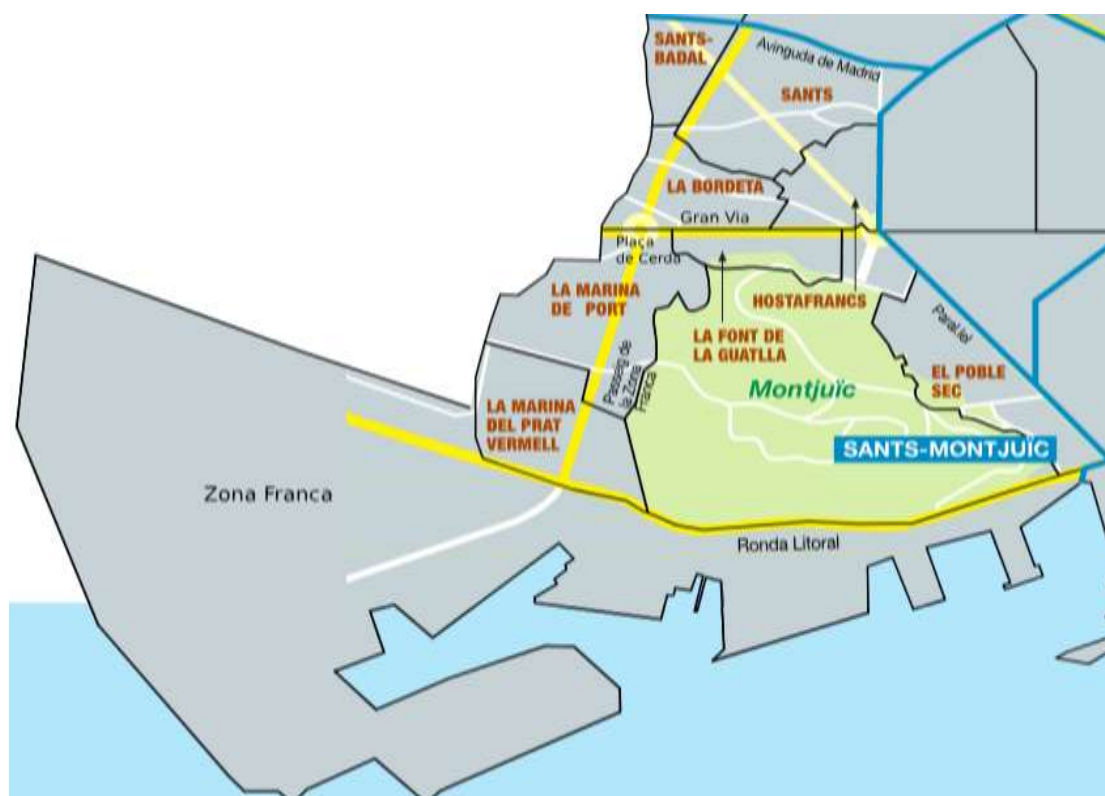 SANTS-
BADAL
Avinguda de Madrid
SANTS
LA BORDETA
Gran Via
Plaça
de Cerdà
LA MARINA
DE PORT
HOSTAFRANCS
LA FONT DE
LA GUATLLA
Paral.lel
Passeig de
la Zona
Franca
EL POBLE
SEC
Montjuïc
LA MARINA
DEL PRAT
VERMELL
SANTS-MONTJUÏC
Zona Franca
Ronda Litoral